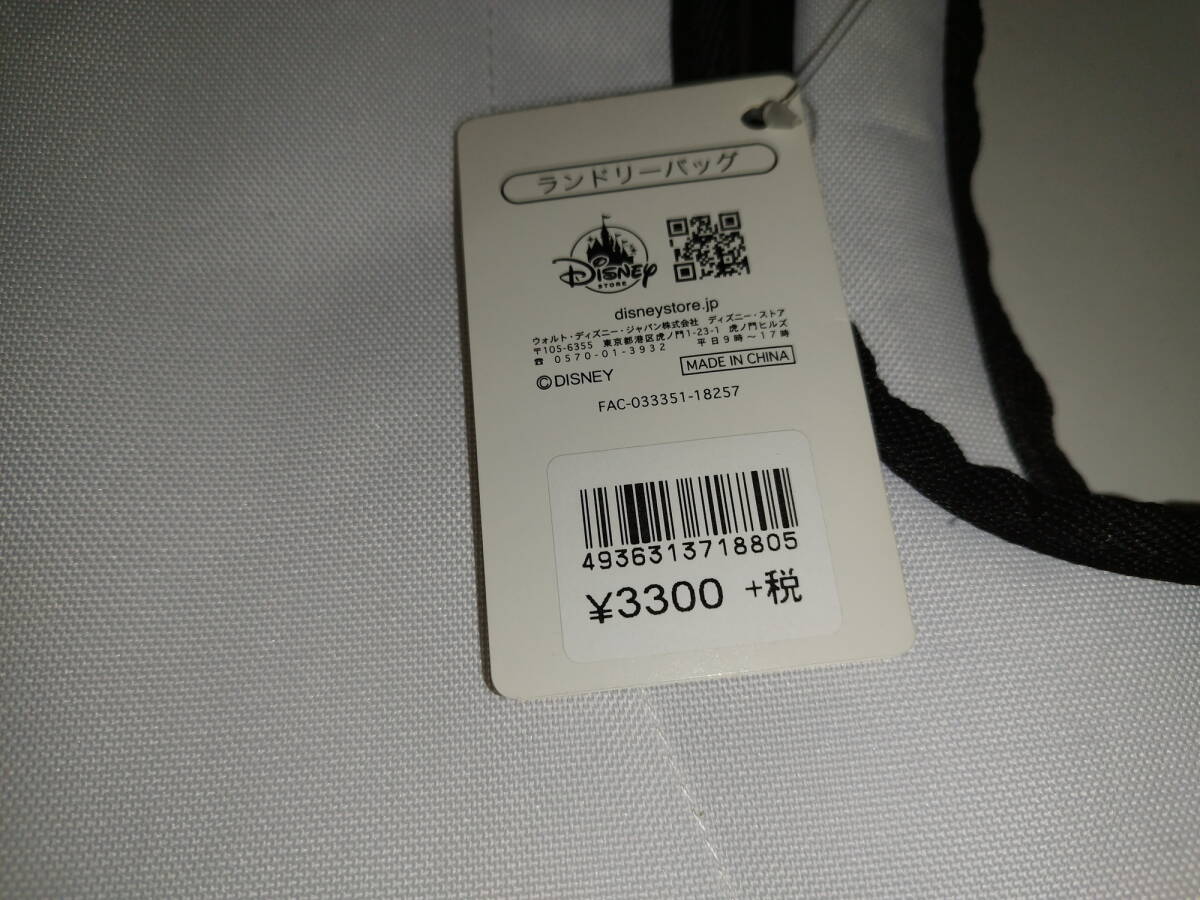 ランドリーバッグ
Disney
STORE
disneystore.jp
ウォルト・ディズニー・ジャパン株式会社 ディズニー・ストア
〒105-6355 東京都港区虎ノ門1-23-1 虎ノ門ヒルズ
☎ 0570-01-3932 平日9時～17時
©DISNEY
MADE IN CHINA
FAC-033351-18257
4936313718805
¥3300 +税